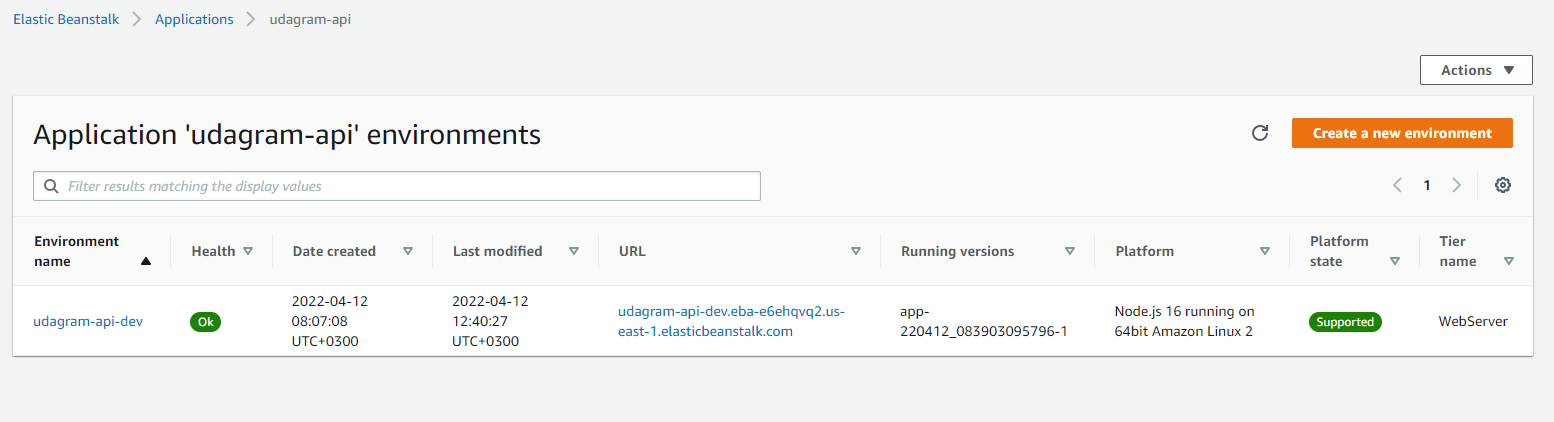 Elastic Beanstalk > Applications > udagram-api
Actions
Application 'udagram-api' environments
Create a new environment
Filter results matching the display values
1
Environment name
Health
Date created
Last modified
URL
Running versions
Platform
Platform state
Tier name
udagram-api-dev
Ok
2022-04-12
08:07:08
UTC+0300
2022-04-12
12:40:27
UTC+0300
udagram-api-dev.eba-e6ehqvq2.us-
east-1.elasticbeanstalk.com
app-
220412_083903095796-1
Node.js 16 running on
64bit Amazon Linux 2
Supported
WebServer